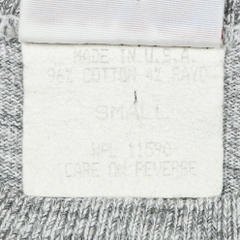 MADE IN U.S.A.
96% COTTON 4% RAYO
SMALL
WPL 11590
CARE ON REVERSE